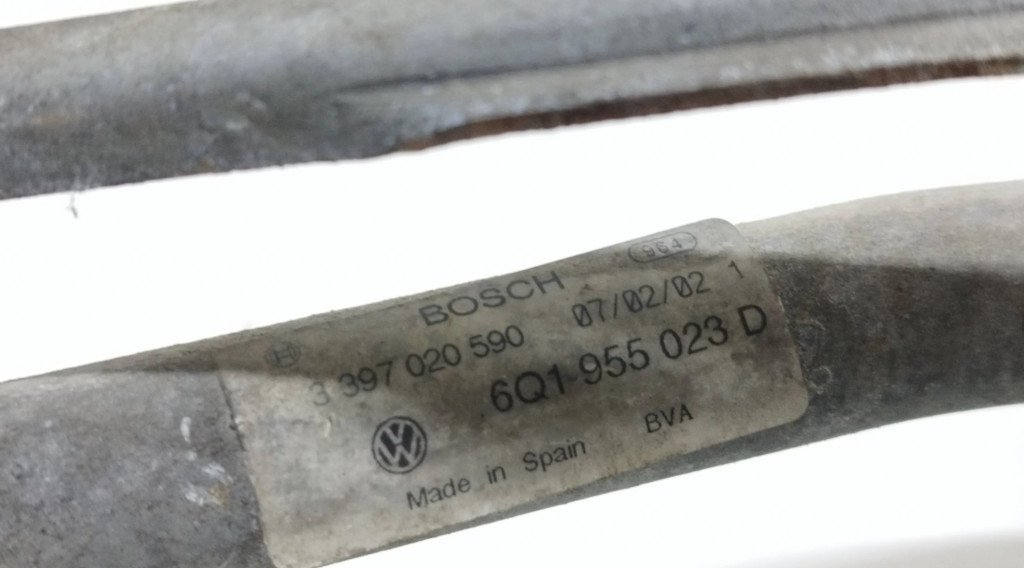 964
BOSCH
3 397 020 590 07/02/02 1
6Q1 955 023 D
Made in Spain BVA